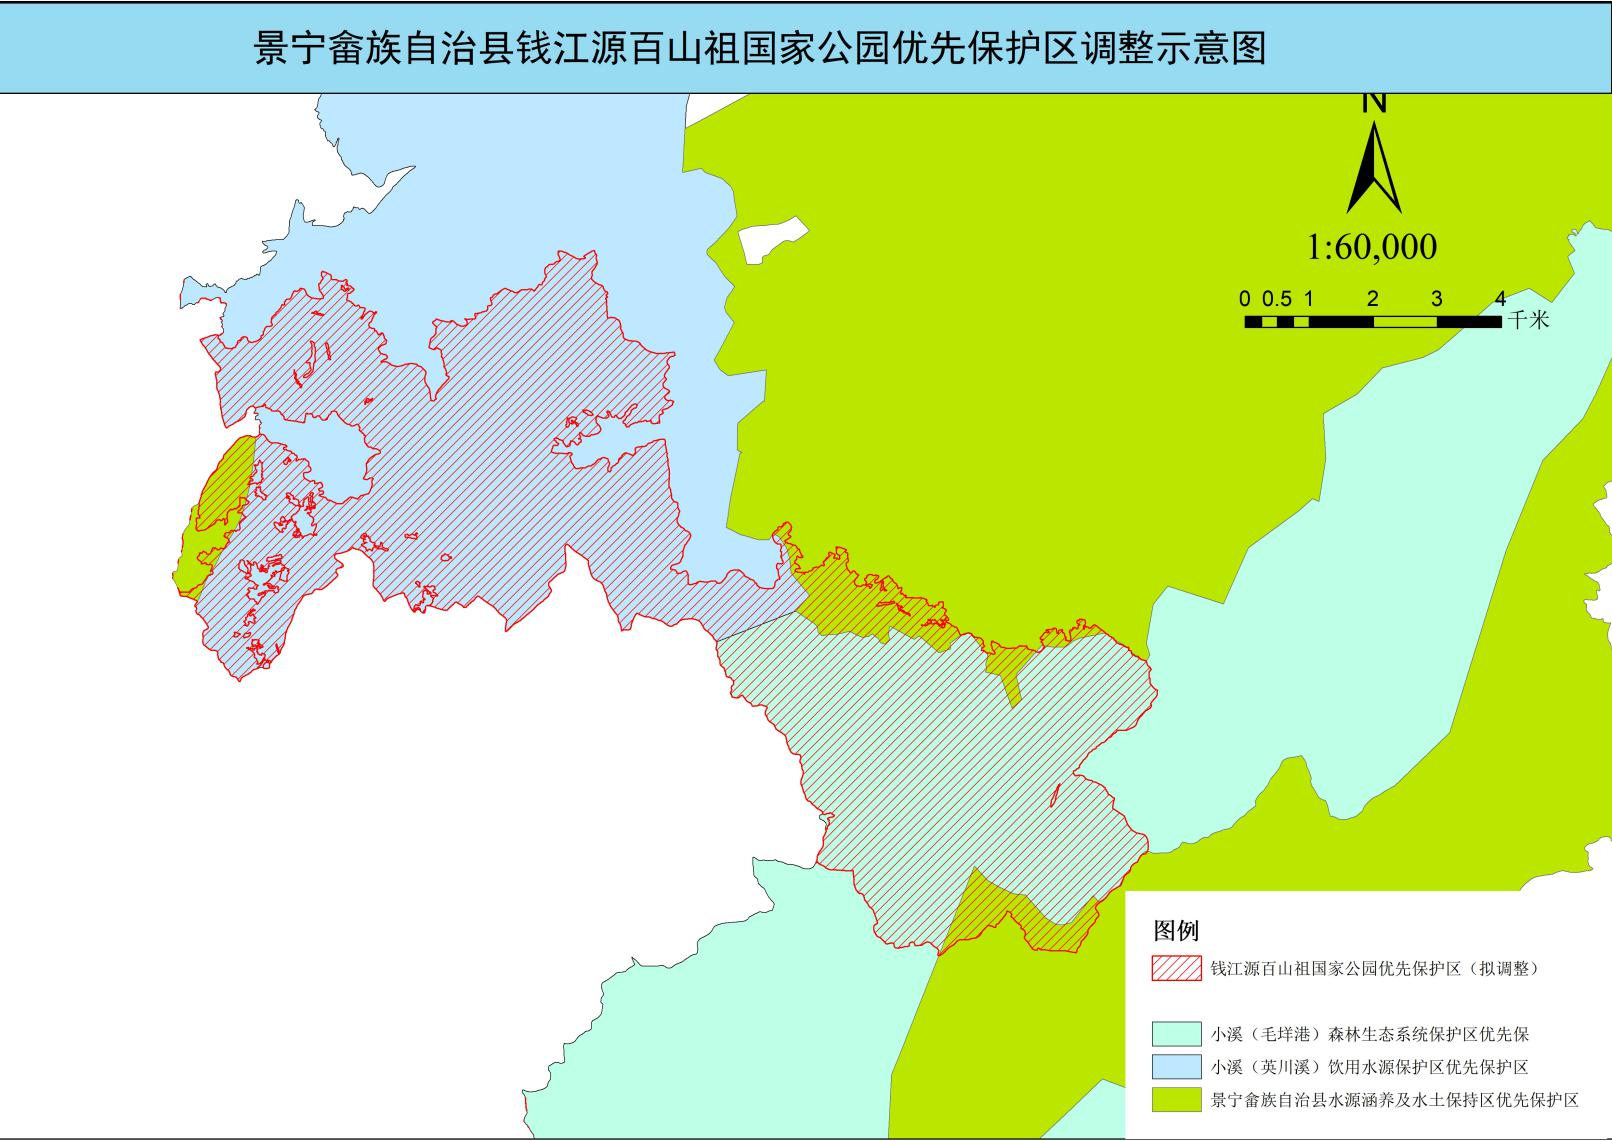 景宁畲族自治县钱江源百山祖国家公园优先保护区调整示意图
N
1:60,000
0 0.5 1 2 3 4
千米
图例
钱江源百山祖国家公园优先保护区（拟调整）
小溪（毛垟港）森林生态系统保护区优先保
小溪（英川溪）饮用水源保护区优先保护区
景宁畲族自治县水源涵养及水土保持区优先保护区